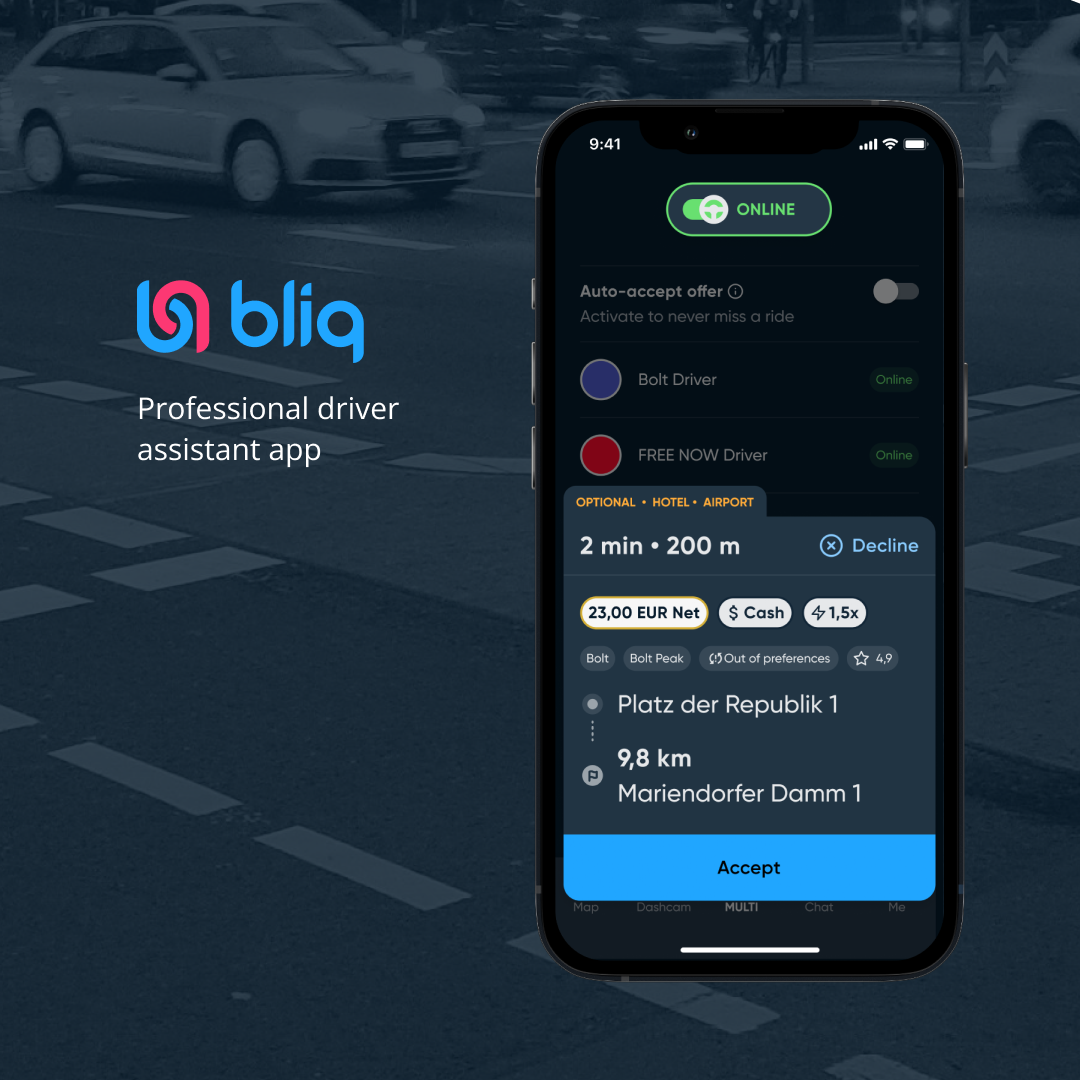 bliq
Professional driver
assistant app
9:41
ONLINE
Auto-accept offer
Activate to never miss a ride
Bolt Driver
Online
FREE NOW Driver
Online
OPTIONAL • HOTEL • AIRPORT
2 min • 200 m
Decline
23,00 EUR Net
$ Cash
1,5x
Bolt
Bolt Peak
Out of preferences
4,9
Platz der Republik 1
9,8 km
Mariendorfer Damm 1
Accept
Map
Dashcam
MULTI
Chat
Me